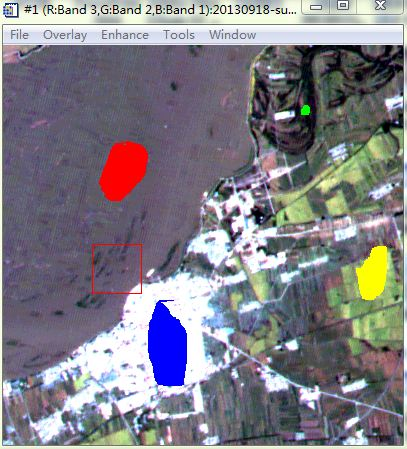 #1 (R:Band 3,G:Band 2,B:Band 1):20130918-su...
File Overlay Enhance Tools Window